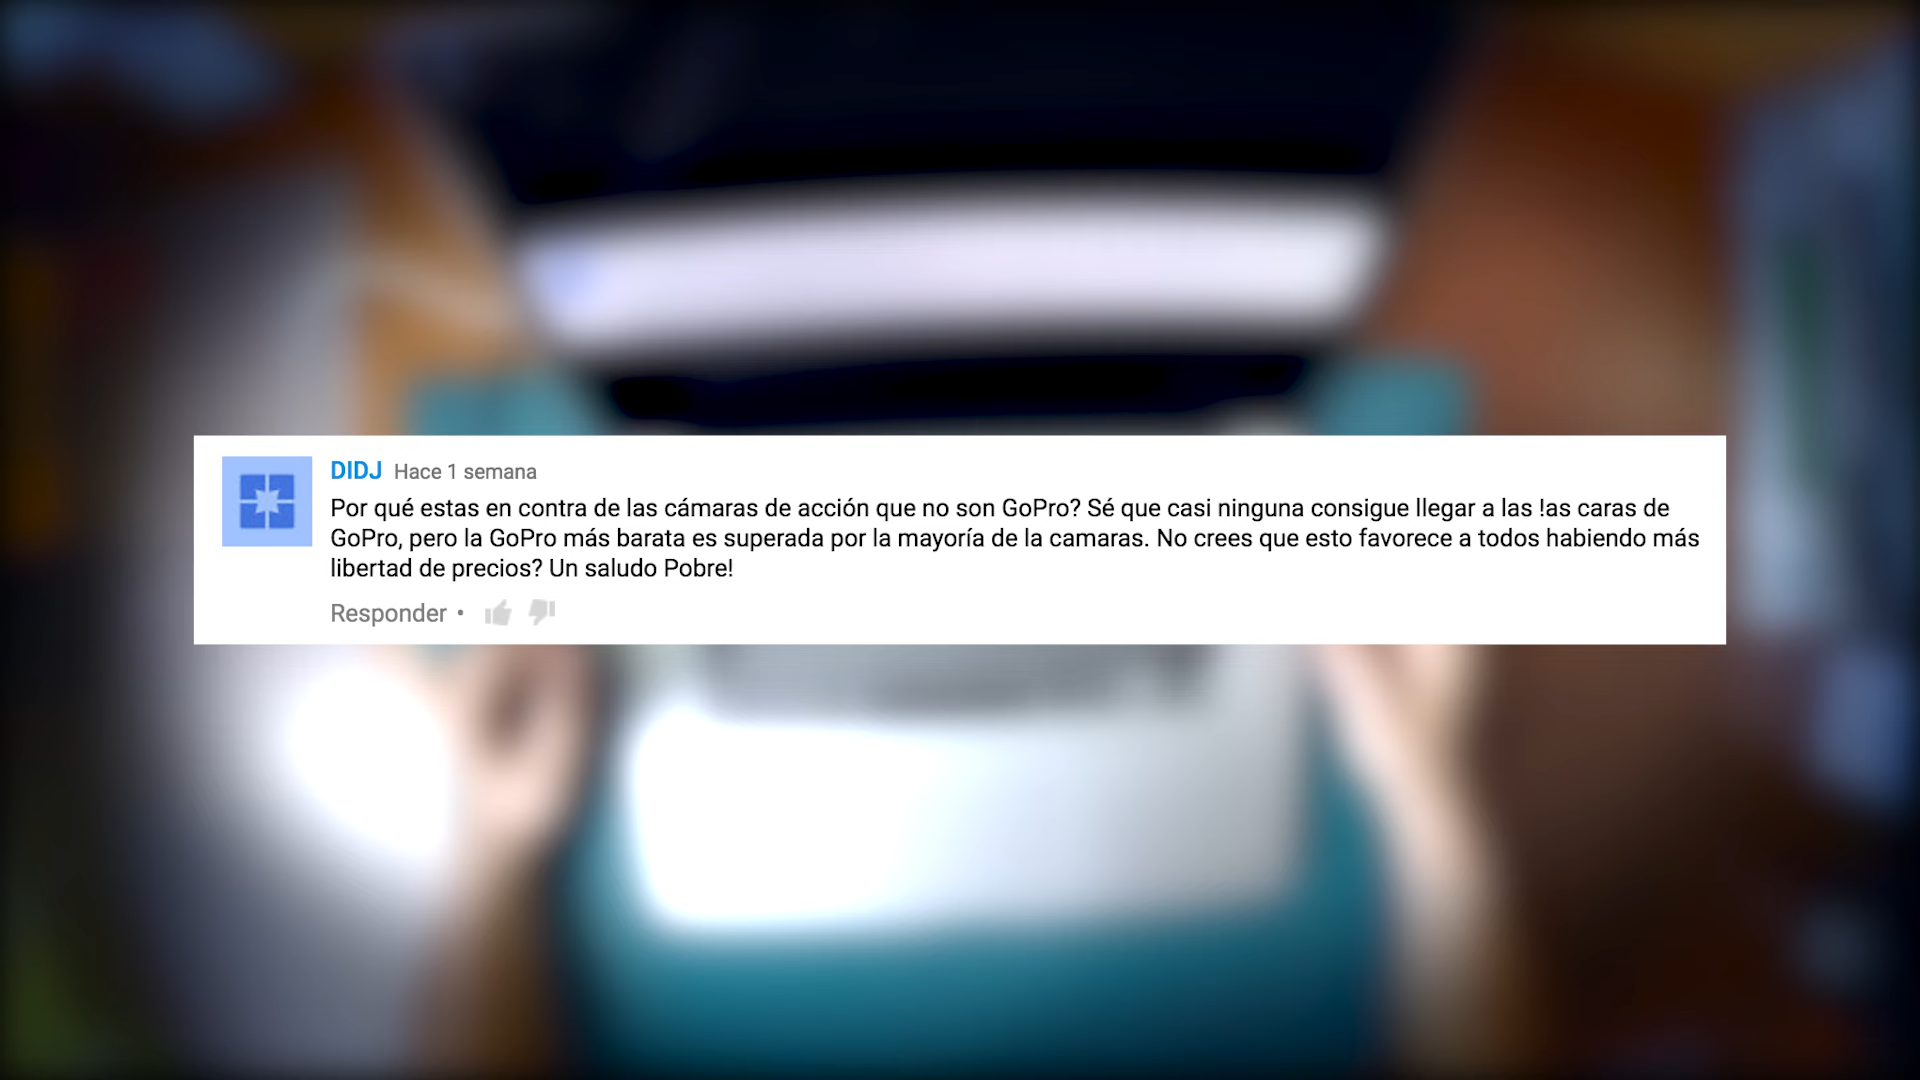 DIDJ Hace 1 semana
Por qué estas en contra de las cámaras de acción que no son GoPro? Sé que casi ninguna consigue llegar a las !as caras de
GoPro, pero la GoPro más barata es superada por la mayoría de la camaras. No crees que esto favorece a todos habiendo más
libertad de precios? Un saludo Pobre!
Responder •